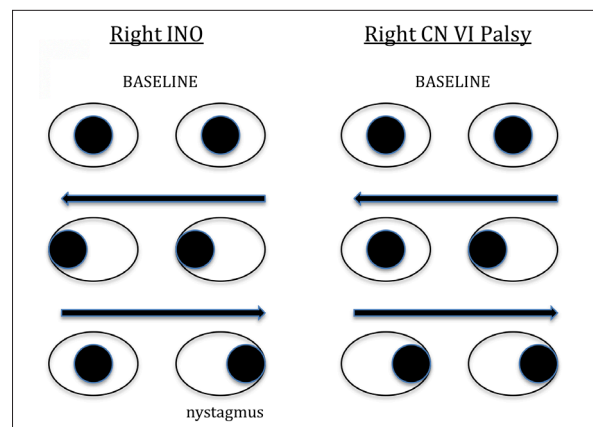 Right INO
Right CN VI Palsy
BASELINE
BASELINE
nystagmus